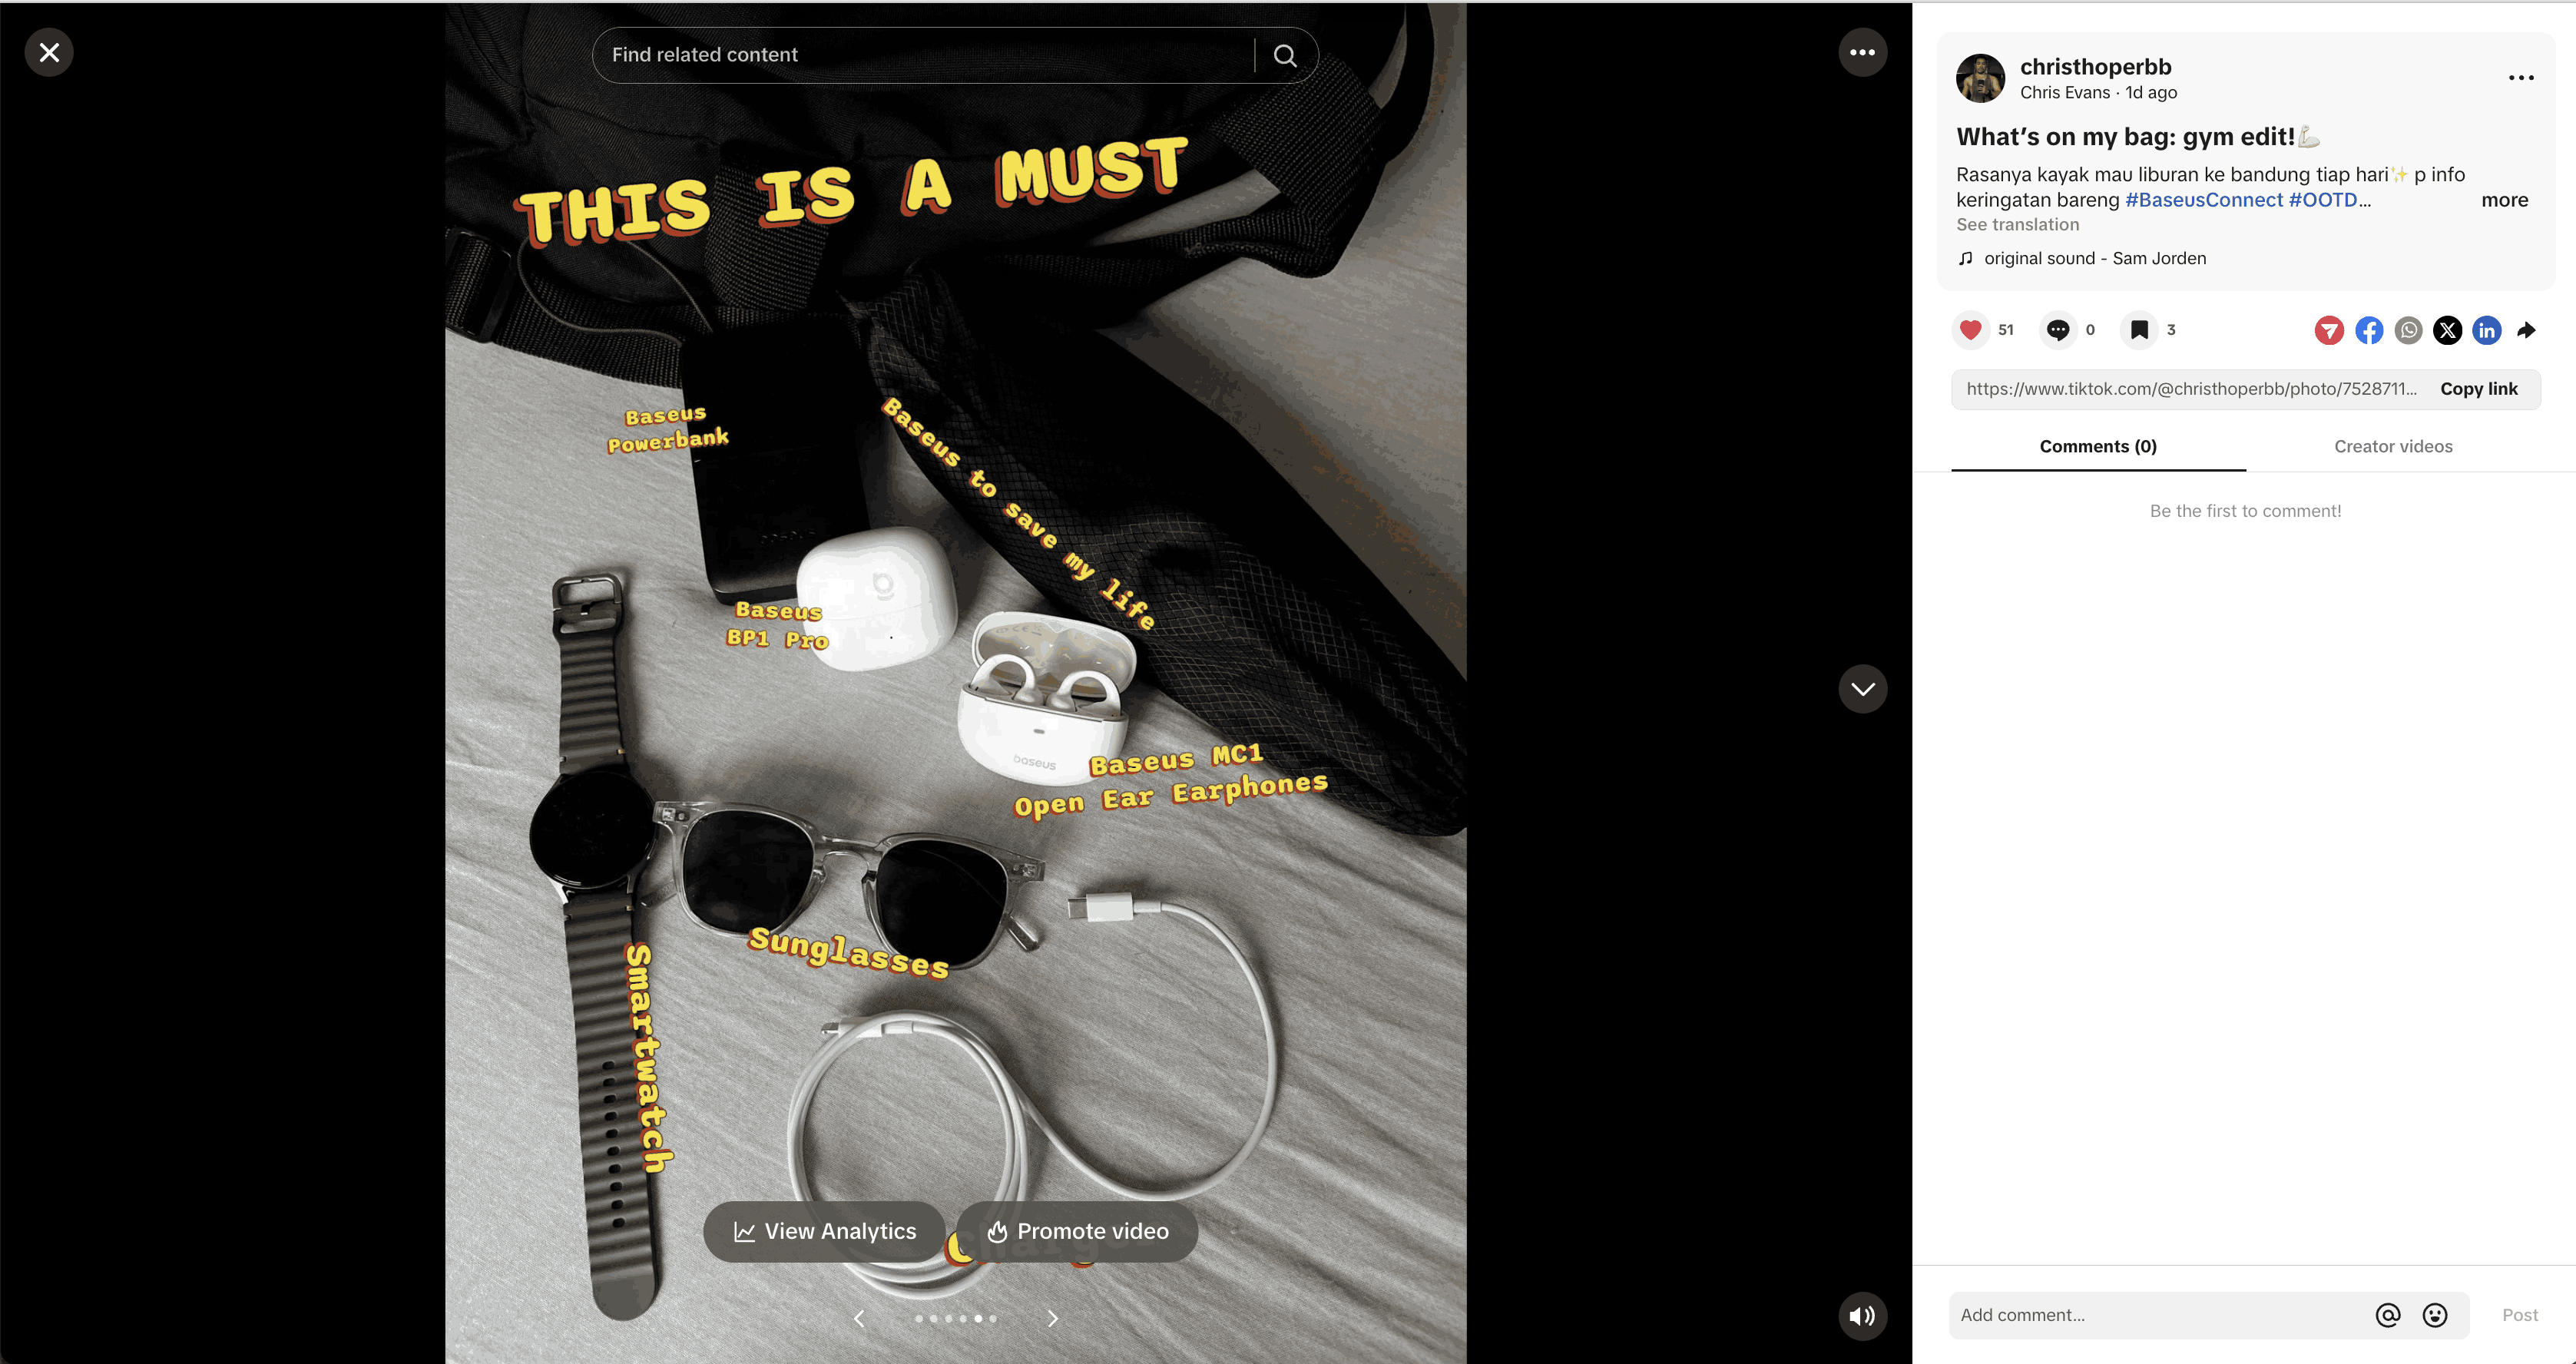 Find related content
THIS IS A MUST
Baseus
Powerbank
Baseus to save my life
Baseus
BP1 Pro
baseus
Baseus MC1
Open Ear Earphones
Sunglasses
Smartwatch
View Analytics
Promote video
christhoperbb
Chris Evans · 1d ago
What's on my bag: gym edit!🦾
Rasanya kayak mau liburan ke bandung tiap hari✨ p info
keringatan bareng #BaseusConnect #OOTD...
more
See translation
original sound - Sam Jorden
51
0
3
https://www.tiktok.com/@christhoperbb/photo/7528711...
Copy link
Comments (0)
Creator videos
Be the first to comment!
Add comment...
Post